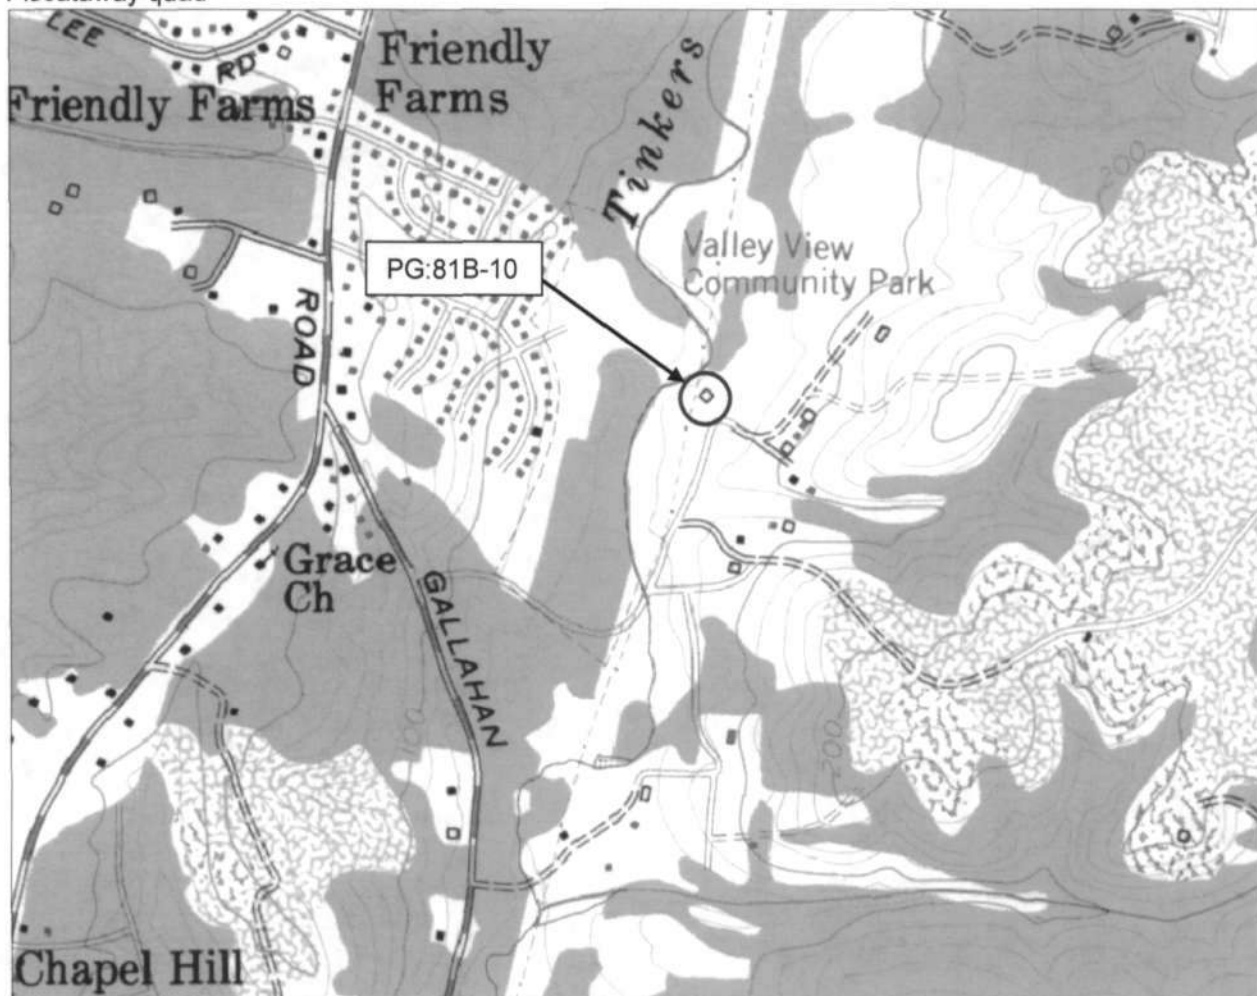 LEE
RD
Friendly
Farms
Friendly Farms
Tinkers
200
Valley View
Community Park
PG:81B-10
ROAD
Grace
Ch
GALLAHAN
100
200
Chapel Hill